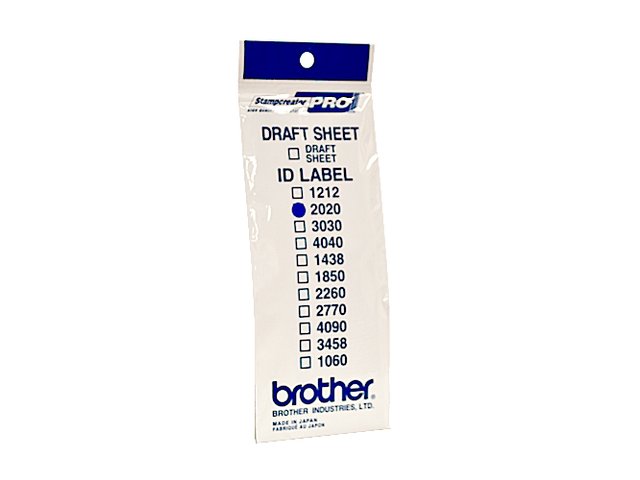 Stampcreator PRO
DRAFT SHEET
DRAFT
SHEET
ID LABEL
1212
2020
3030
4040
1438
1850
2260
2770
4090
3458
1060
brother®
BROTHER INDUSTRIES, LTD.
MADE IN JAPAN
FABRIQUÉ AU JAPON